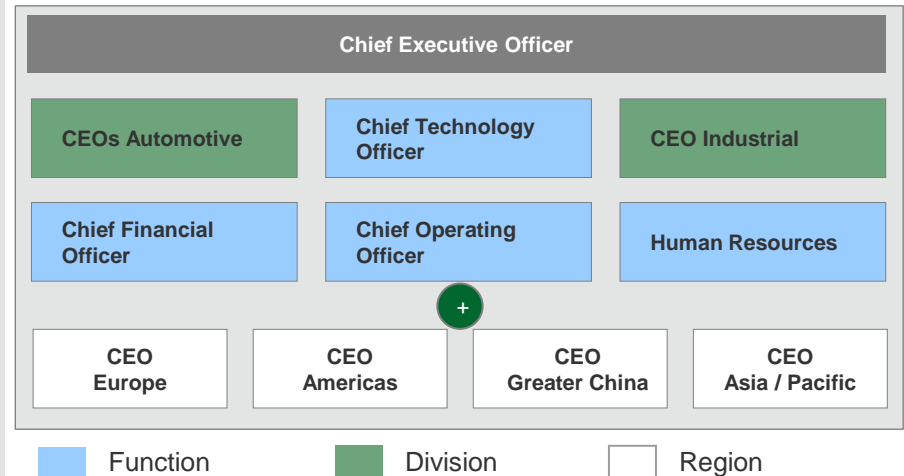 Chief Executive Officer
CEOs Automotive
Chief Technology
Officer
CEO Industrial
Chief Financial
Officer
Chief Operating
Officer
Human Resources
+
CEO
Europe
CEO
Americas
CEO
Greater China
CEO
Asia / Pacific
Function
Division
Region